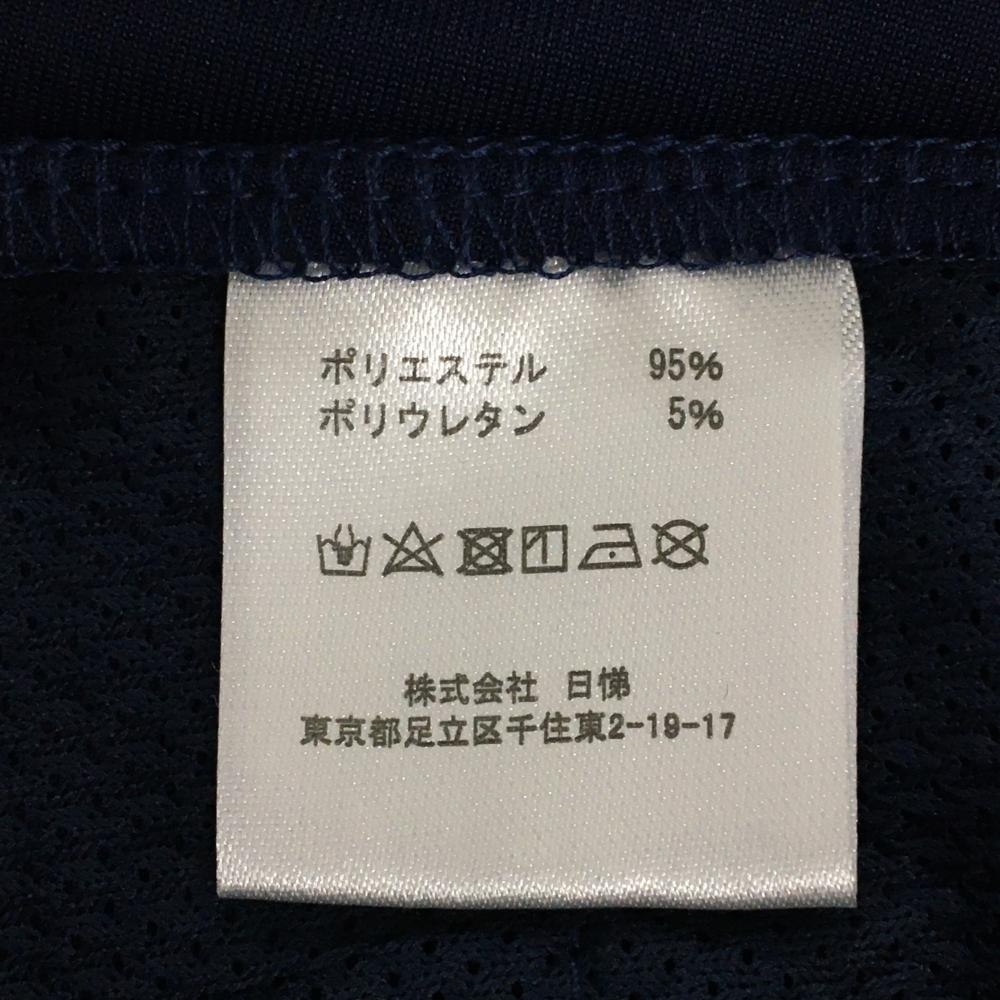 ポリエステル 95%
ポリウレタン 5%
株式会社 日悌
東京都足立区千住東2-19-17